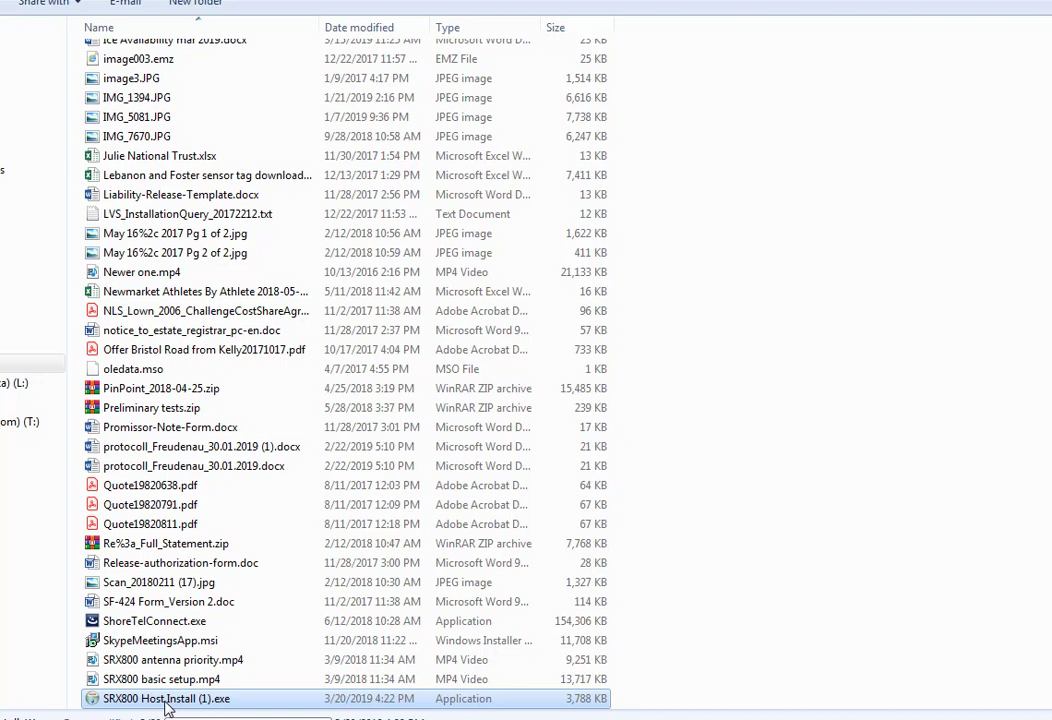 Share with E-mail New folder
Name Date modified Type Size
Ice Availability mar 2019.docx 3/15/2019 11:25 AM Microsoft Word D... 23 KB
image003.emz 12/22/2017 11:57 ... EMZ File 25 KB
image3.JPG 1/9/2017 4:17 PM JPEG image 1,514 KB
IMG_1394.JPG 1/21/2019 2:16 PM JPEG image 6,616 KB
IMG_5081.JPG 1/7/2019 9:36 PM JPEG image 7,738 KB
IMG_7670.JPG 9/28/2018 10:58 AM JPEG image 6,247 KB
Julie National Trust.xlsx 11/30/2017 1:54 PM Microsoft Excel W... 13 KB
s
Lebanon and Foster sensor tag download... 12/13/2017 1:29 PM Microsoft Excel W... 7,411 KB
Liability-Release-Template.docx 11/28/2017 2:56 PM Microsoft Word D... 13 KB
LVS_InstallationQuery_20172212.txt 12/22/2017 11:53 ... Text Document 12 KB
May 16%2c 2017 Pg 1 of 2.jpg 2/12/2018 10:56 AM JPEG image 1,622 KB
May 16%2c 2017 Pg 2 of 2.jpg 2/12/2018 10:59 AM JPEG image 411 KB
Newer one.mp4 10/13/2016 2:16 PM MP4 Video 21,133 KB
Newmarket Athletes By Athlete 2018-05-... 5/11/2018 11:42 AM Microsoft Excel W... 16 KB
NLS_Lown_2006_ChallengeCostShareAgr... 11/2/2017 11:38 AM Adobe Acrobat D... 96 KB
notice_to_estate_registrar_pc-en.doc 11/28/2017 2:37 PM Microsoft Word 9... 57 KB
Offer Bristol Road from Kelly20171017.pdf 10/17/2017 4:04 PM Adobe Acrobat D... 733 KB
oledata.mso 4/7/2017 4:55 PM MSO File 1 KB
a) (L:)
PinPoint_2018-04-25.zip 4/25/2018 3:19 PM WinRAR ZIP archive 15,485 KB
Preliminary tests.zip 5/28/2018 3:37 PM WinRAR ZIP archive 239 KB
om) (T:)
Promissor-Note-Form.docx 11/28/2017 3:01 PM Microsoft Word D... 17 KB
protocoll_Freudenau_30.01.2019 (1).docx 2/22/2019 5:10 PM Microsoft Word D... 21 KB
protocoll_Freudenau_30.01.2019.docx 2/22/2019 5:10 PM Microsoft Word D... 21 KB
Quote19820638.pdf 8/11/2017 12:03 PM Adobe Acrobat D... 64 KB
Quote19820791.pdf 8/11/2017 12:09 PM Adobe Acrobat D... 67 KB
Quote19820811.pdf 8/11/2017 12:18 PM Adobe Acrobat D... 67 KB
Re%3a_Full_Statement.zip 2/12/2018 10:47 AM WinRAR ZIP archive 7,768 KB
Release-authorization-form.doc 11/28/2017 3:00 PM Microsoft Word 9... 28 KB
Scan_20180211 (17).jpg 2/12/2018 10:30 AM JPEG image 1,327 KB
SF-424 Form_Version 2.doc 11/2/2017 11:38 AM Microsoft Word 9... 114 KB
ShoreTelConnect.exe 6/12/2018 10:28 AM Application 154,306 KB
SkypeMeetingsApp.msi 11/20/2018 11:22 ... Windows Installer ... 11,708 KB
SRX800 antenna priority.mp4 3/9/2018 11:34 AM MP4 Video 9,251 KB
SRX800 basic setup.mp4 3/9/2018 11:34 AM MP4 Video 13,717 KB
SRX800 Host Install (1).exe 3/20/2019 4:22 PM Application 3,788 KB